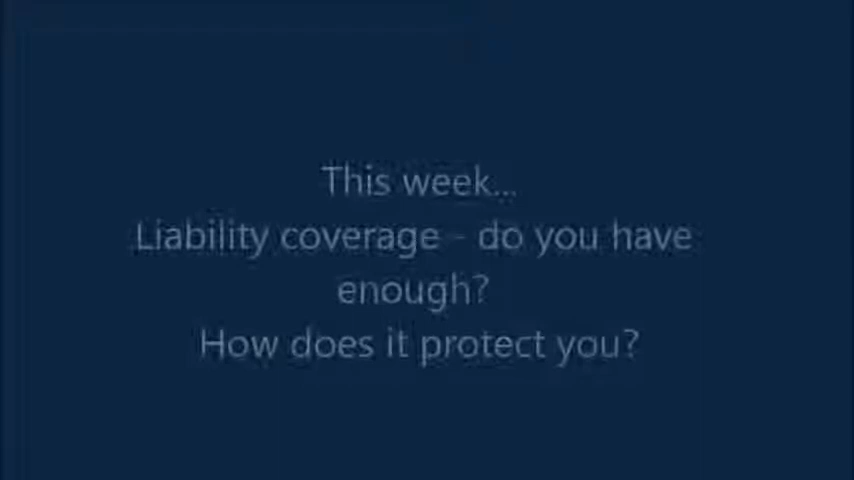 This week...
Liability coverage - do you have
enough?
How does it protect you?